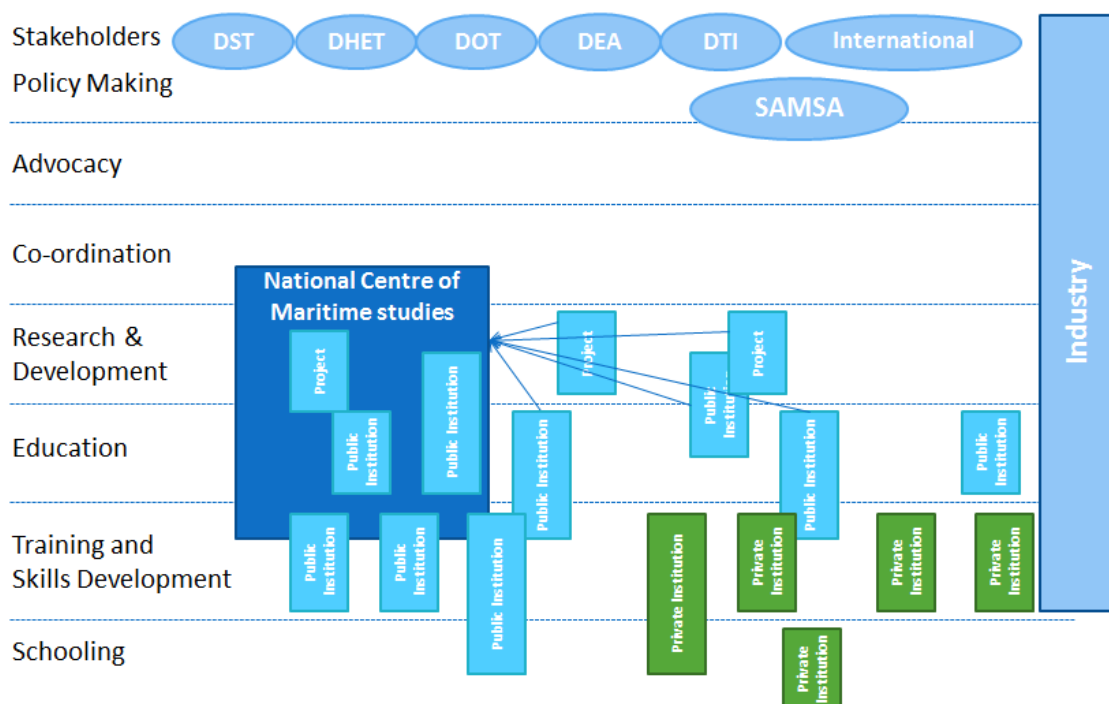 Stakeholders
DST
DHET
DOT
DEA
DTI
International
Policy Making
SAMSA
Advocacy
Co-ordination
National Centre of
Maritime studies
Industry
Research &
Development
Project
Project
Project
Public Institution
Public
Institution
Education
Public
Institution
Public Institution
Public Institution
Public
Institution
Training and
Skills Development
Public
Institution
Public
Institution
Public Institution
Private Institution
Private
Institution
Private
Institution
Private
Institution
Schooling
Private
Institution